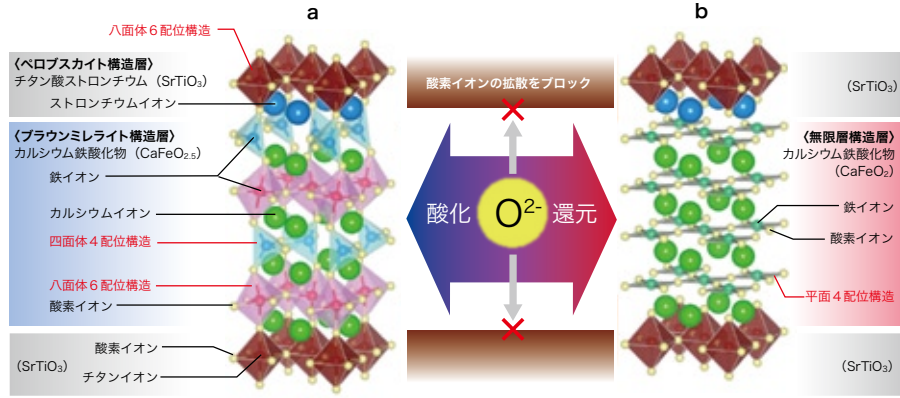 a
b
八面体6配位構造
〈ペロブスカイト構造層〉
チタン酸ストロンチウム(SrTiO3)
ストロンチウムイオン
〈ブラウンミレライト構造層〉
カルシウム鉄酸化物(CaFeO2.5)
鉄イオン
カルシウムイオン
四面体4配位構造
八面体6配位構造
酸素イオン
酸素イオン
(SrTiO3)
チタンイオン
酸素イオンの拡散をブロック
酸化 O2- 還元
(SrTiO3)
〈無限層構造層〉
カルシウム鉄酸化物
(CaFeO2)
鉄イオン
酸素イオン
平面4配位構造
(SrTiO3)